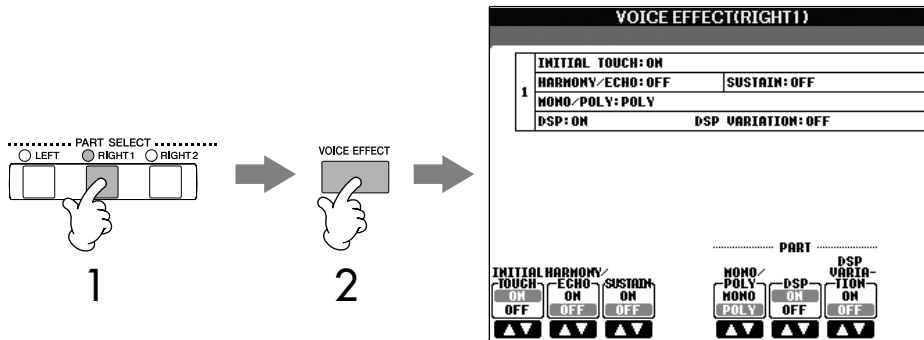 PART SELECT
LEFT RIGHT1 RIGHT2
1
VOICE EFFECT
2
VOICE EFFECT(RIGHT1)
1
INITIAL TOUCH:ON
HARMONY/ECHO:OFF SUSTAIN:OFF
MONO/POLY:POLY
DSP:ON DSP VARIATION:OFF
PART
INITIAL TOUCH
ON
OFF
HARMONY/ECHO
ON
OFF
SUSTAIN
ON
OFF
MONO/
POLY
MONO
POLY
DSP
ON
OFF
DSP
VARIA-
TION
ON
OFF